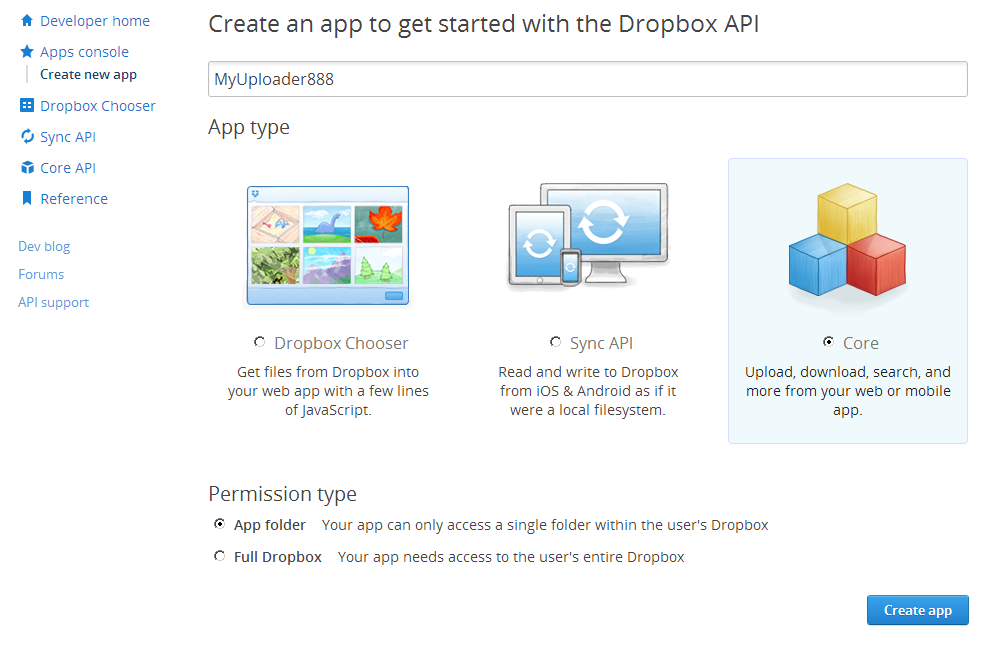 Developer home
Apps console
Create new app
Dropbox Chooser
Sync API
Core API
Reference
Dev blog
Forums
API support
Create an app to get started with the Dropbox API
MyUploader888
App type
Dropbox Chooser
Get files from Dropbox into
your web app with a few lines
of JavaScript.
Sync API
Read and write to Dropbox
from iOS & Android as if it
were a local filesystem.
Core
Upload, download, search, and
more from your web or mobile
app.
Permission type
App folder Your app can only access a single folder within the user's Dropbox
Full Dropbox Your app needs access to the user's entire Dropbox
Create app